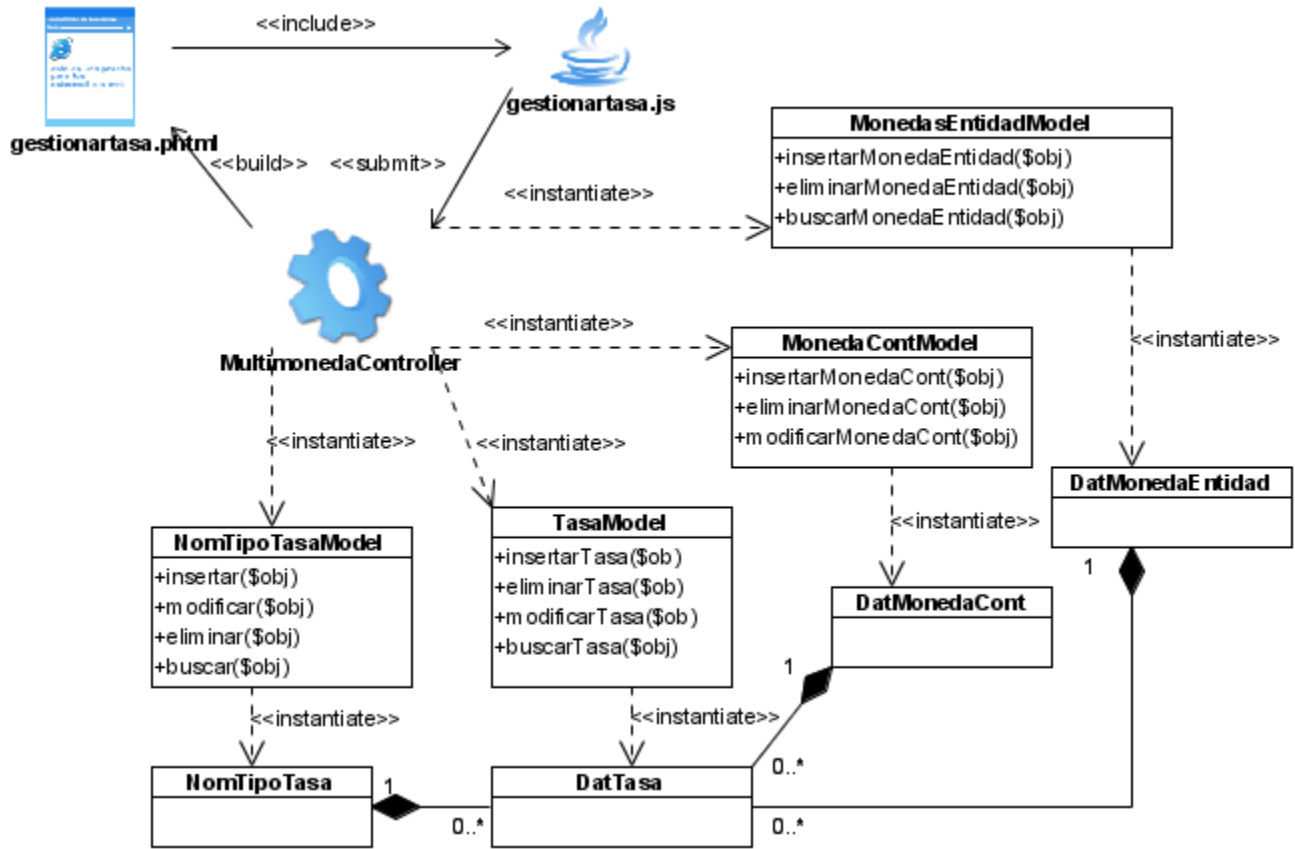 <<include>>
gestionartasa.js
gestionartasa.phtml
<<build>>
<<submit>>
<<instantiate>>
MonedasEntidadModel
+insertarMonedaEntidad($obj)
+eliminarMonedaEntidad($obj)
+buscarMonedaEntidad($obj)
MultimonedaController
<<instantiate>>
MonedaContModel
+insertarMonedaCont($obj)
+eliminarMonedaCont($obj)
+modificarMonedaCont($obj)
<<instantiate>>
<<instantiate>>
<<instantiate>>
<<instantiate>>
DatMonedaEntidad
1
NomTipoTasaModel
+insertar($obj)
+modificar($obj)
+eliminar($obj)
+buscar($obj)
TasaModel
+insertarTasa($ob)
+eliminarTasa($ob)
+modificarTasa($ob)
+buscarTasa($obj)
DatMonedaCont
1
<<instantiate>>
<<instantiate>>
NomTipoTasa
1
0..*
DatTasa
0..*
0..*